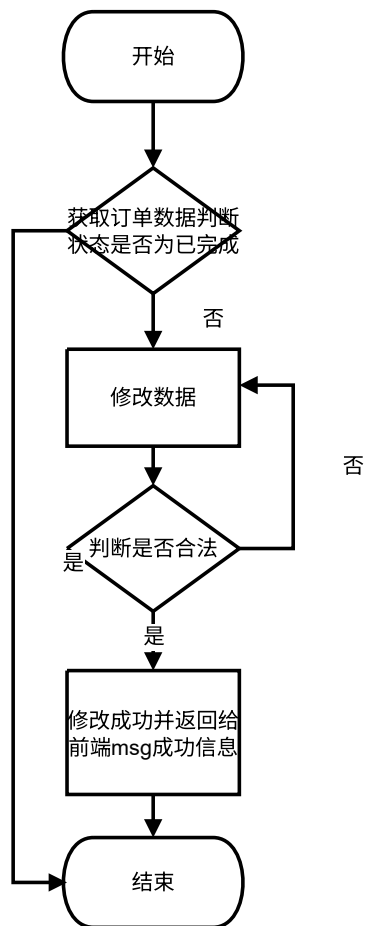 开始
获取订单数据判断
状态是否为已完成
否
修改数据
否
判断是否合法
是
是
修改成功并返回给
前端msg成功信息
结束